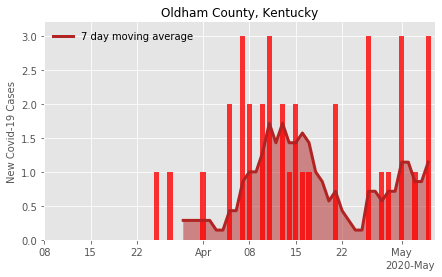 Oldham County, Kentucky
7 day moving average
New Covid-19 Cases
3.0
2.5
2.0
1.5
1.0
0.5
0.0
08 15 22 Apr 08 15 22 May
2020-May